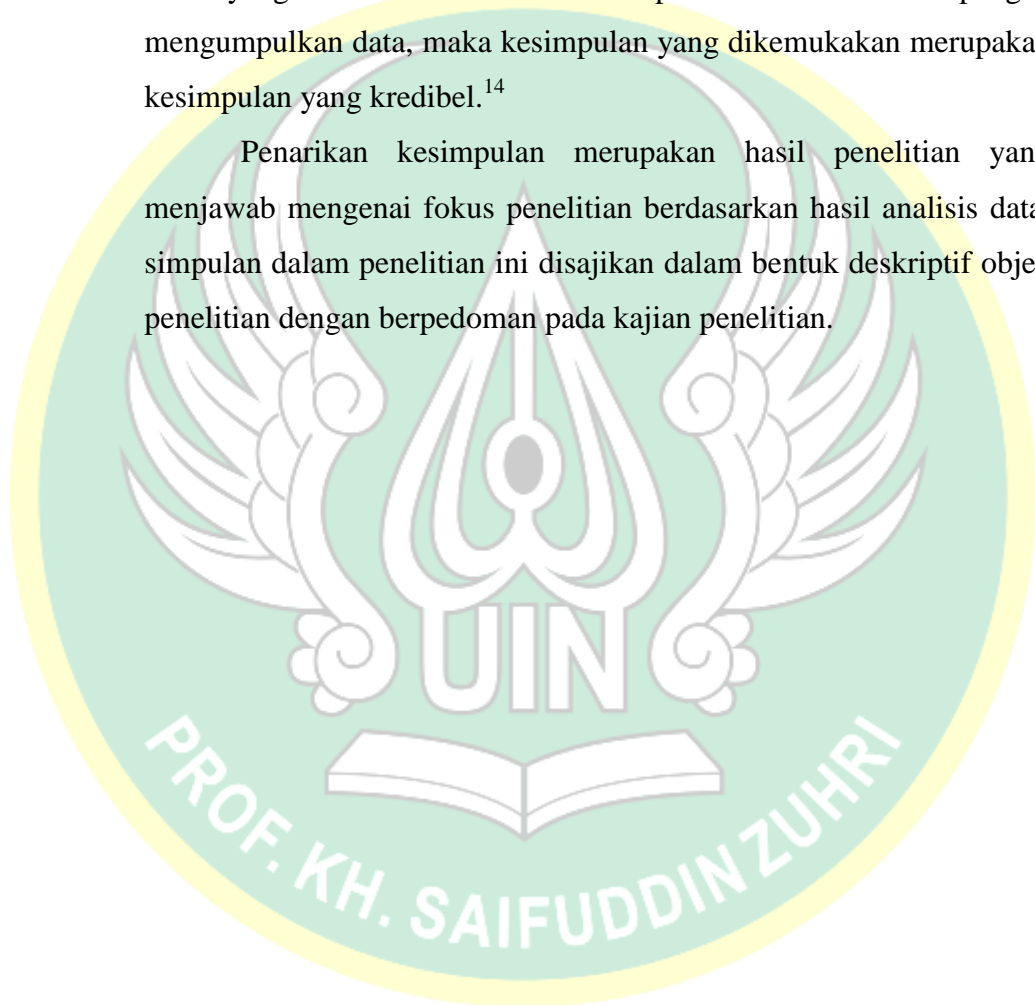 mengumpulkan data, maka kesimpulan yang dikemukakan merupaka
kesimpulan yang kredibel.14
Penarikan kesimpulan merupakan hasil penelitian yan
menjawab mengenai fokus penelitian berdasarkan hasil analisis data
simpulan dalam penelitian ini disajikan dalam bentuk deskriptif obje
penelitian dengan berpedoman pada kajian penelitian.
UIN
PROF. KH. SAIFUDDIN ZUHRI